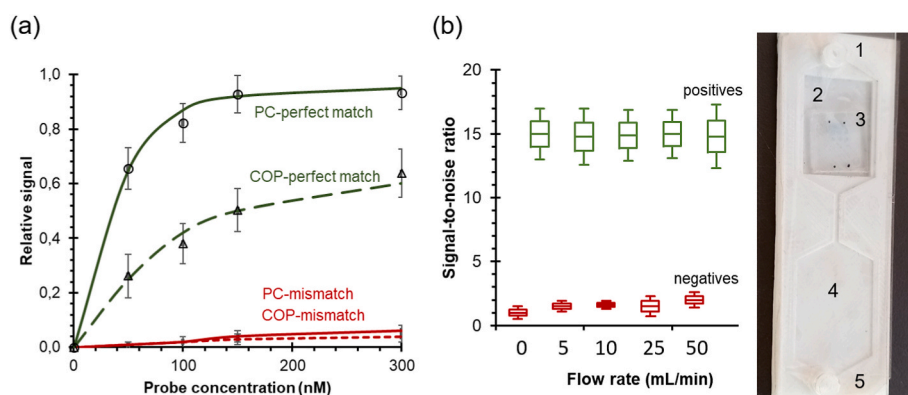 (a)
1,0
0,8
0,6
0,4
0,2
0,0
Relative signal
PC-perfect match
COP-perfect match
PC-mismatch
COP-mismatch
0
100
200
300
Probe concentration (nM)
(b)
20
15
10
5
0
Signal-to-noise ratio
positives
negatives
0 5 10 25 50
Flow rate (mL/min)
1
2
3
4
5